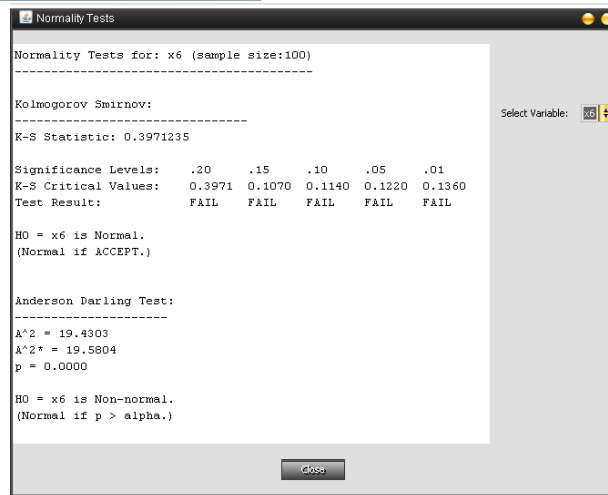 Normality Tests
Normality Tests for: x6 (sample size:100)
----------------------------------------
Kolmogorov Smirnov:
-------------------------------
K-S Statistic: 0.3971235
Significance Levels: .20 .15 .10 .05 .01
K-S Critical Values: 0.3971 0.1070 0.1140 0.1220 0.1360
Test Result: FAIL FAIL FAIL FAIL FAIL
H0 = x6 is Normal.
(Normal if ACCEPT.)
Anderson Darling Test:
---------------------
A^2 = 19.4303
A^2* = 19.5804
p = 0.0000
H0 = x6 is Non-normal.
(Normal if p > alpha.)
Select Variable: x6
Close